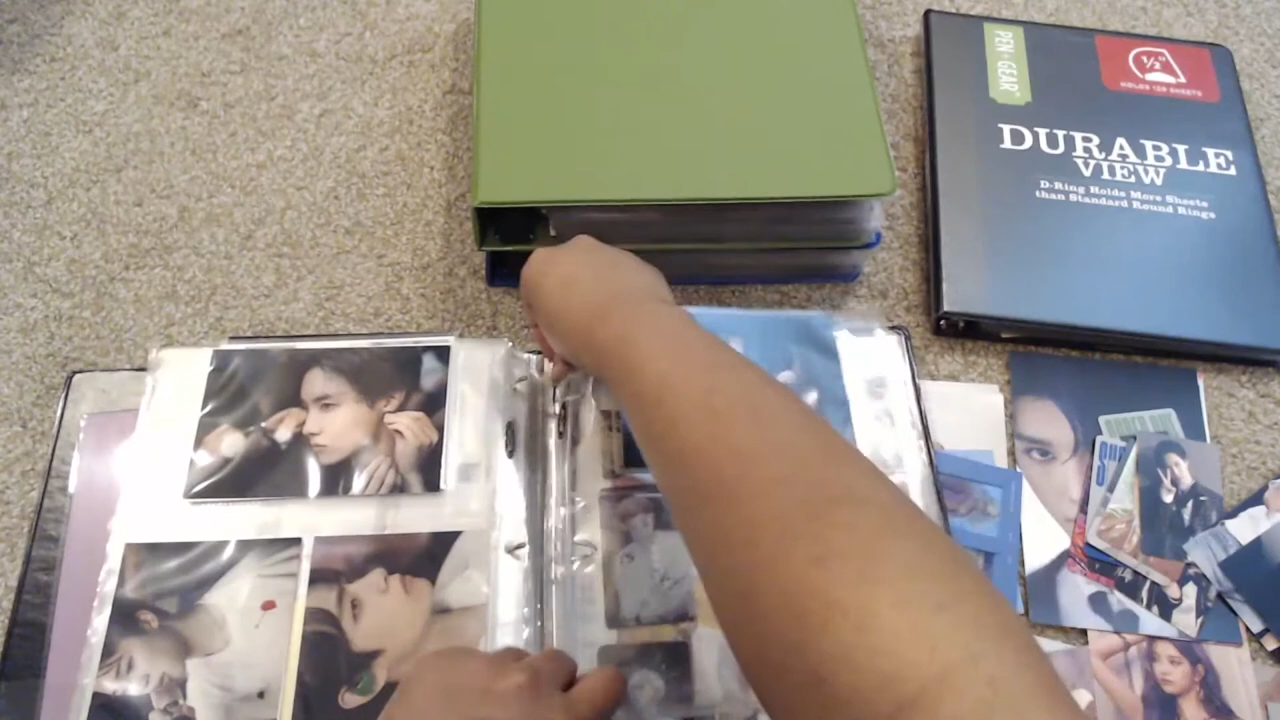 PEN+GEAR
½"
HOLDS 120 SHEETS
DURABLE
VIEW
D-Ring Holds More Sheets
than Standard Round Rings